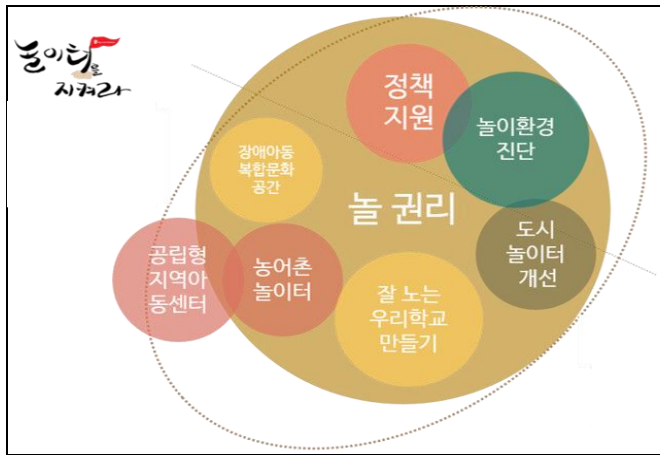 놀이터를
지켜라
정책
지원
놀이환경
진단
장애아동
복합문화
공간
놀 권리
도시
놀이터
개선
공립형
지역아
동센터
농어촌
놀이터
잘 노는
우리학교
만들기